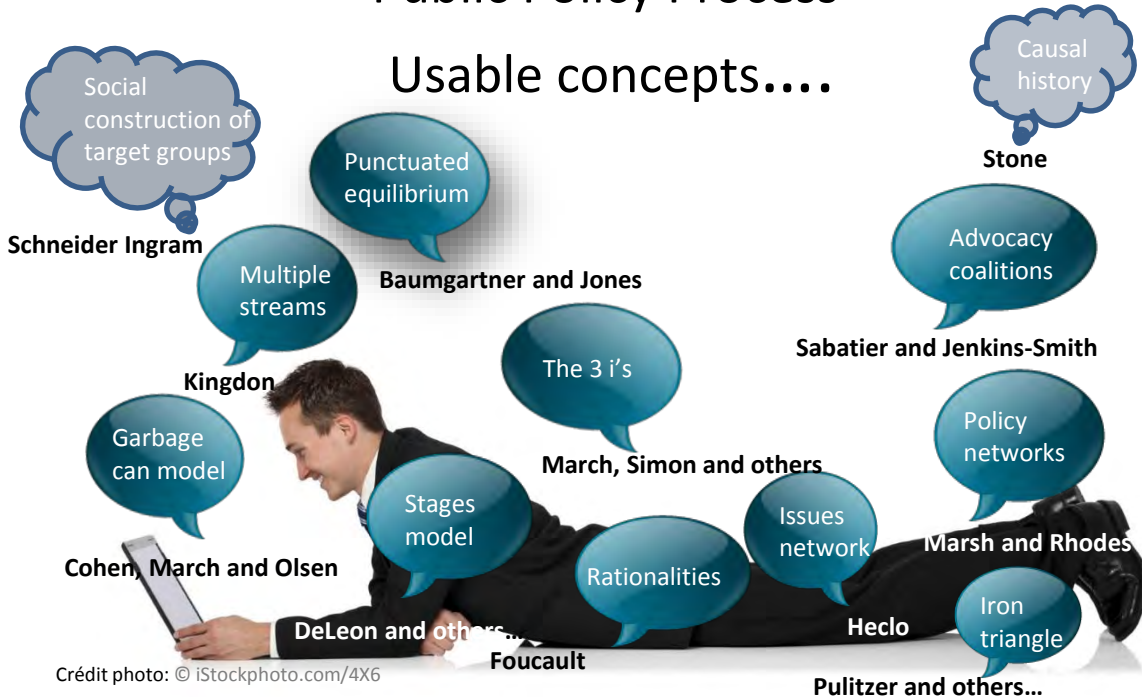 Public Policy Process
Usable concepts....
Social
construction of
target groups
Schneider Ingram
Causal
history
Stone
Punctuated
equilibrium
Baumgartner and Jones
Advocacy
coalitions
Sabatier and Jenkins-Smith
Multiple
streams
Kingdon
The 3 i's
March, Simon and others
Policy
networks
Marsh and Rhodes
Garbage
can model
Cohen, March and Olsen
Stages
model
DeLeon and others…
Rationalities
Foucault
Issues
network
Heclo
Iron
triangle
Pulitzer and others…
Crédit photo: © iStockphoto.com/4X6